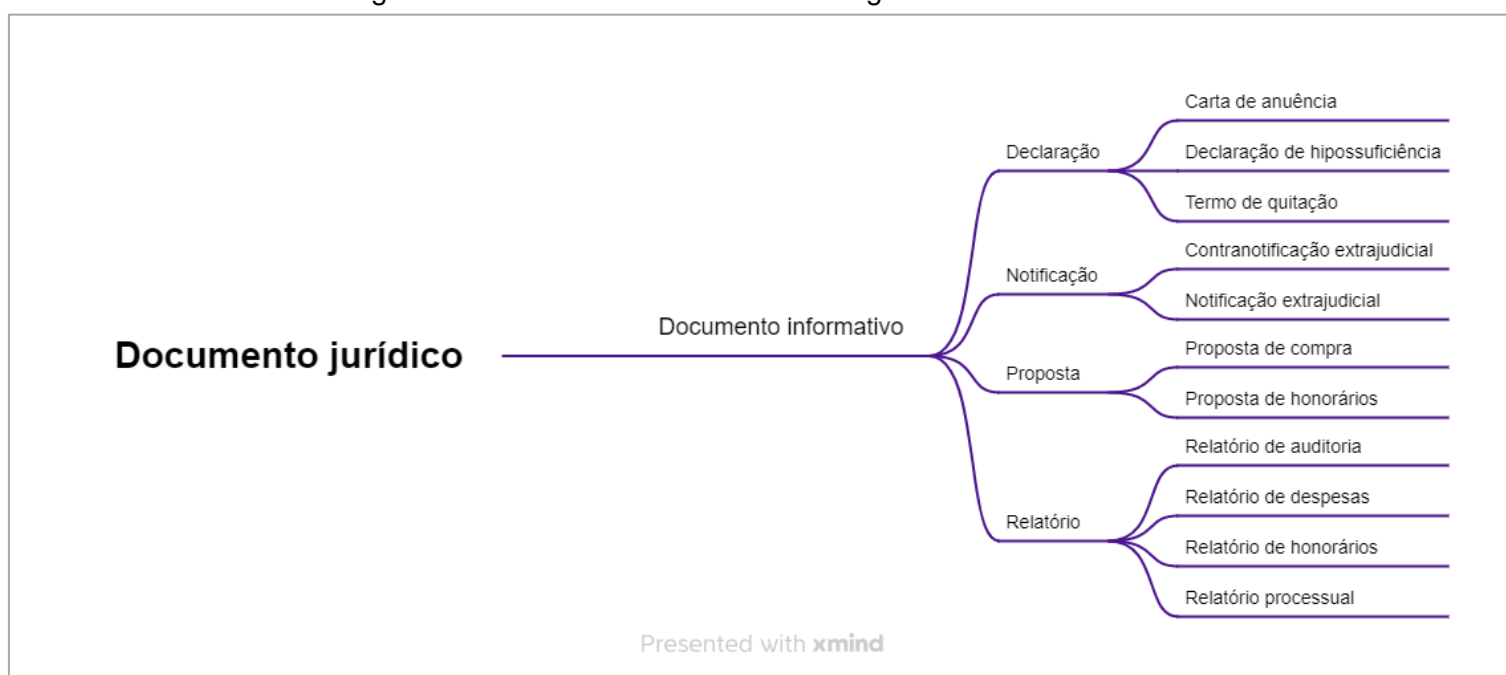 Documento jurídico
Documento informativo
Declaração
Carta de anuência
Declaração de hipossuficiência
Termo de quitação
Notificação
Contranotificação extrajudicial
Notificação extrajudicial
Proposta
Proposta de compra
Proposta de honorários
Relatório
Relatório de auditoria
Relatório de despesas
Relatório de honorários
Relatório processual
Presented with xmind